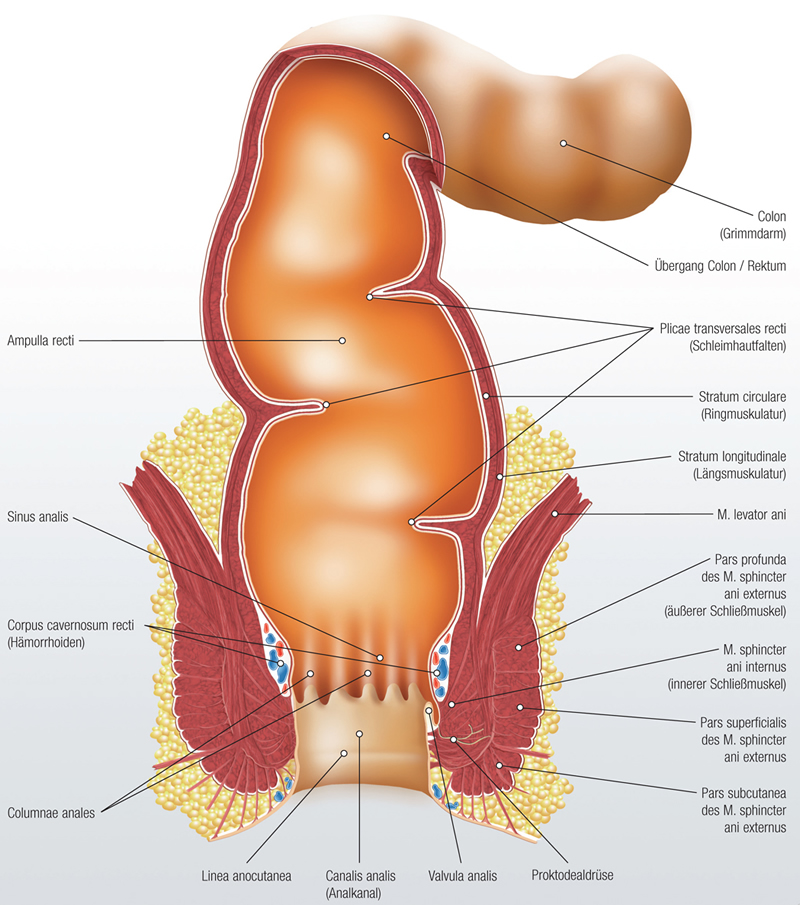 Colon
(Grimmdarm)
Übergang Colon / Rektum
Ampulla recti
Plicae transversales recti
(Schleimhautfalten)
Stratum circulare
(Ringmuskulatur)
Stratum longitudinale
(Längsmuskulatur)
Sinus analis
M. levator ani
Pars profunda
des M. sphincter
ani externus
(äußerer Schließmuskel)
Corpus cavernosum recti
(Hämorrhoiden)
M. sphincter
ani internus
(innerer Schließmuskel)
Pars superficialis
des M. sphincter
ani externus
Columnae anales
Pars subcutanea
des M. sphincter
ani externus
Linea anocutanea
Canalis analis
(Analkanal)
Valvula analis
Proktodealdrüse